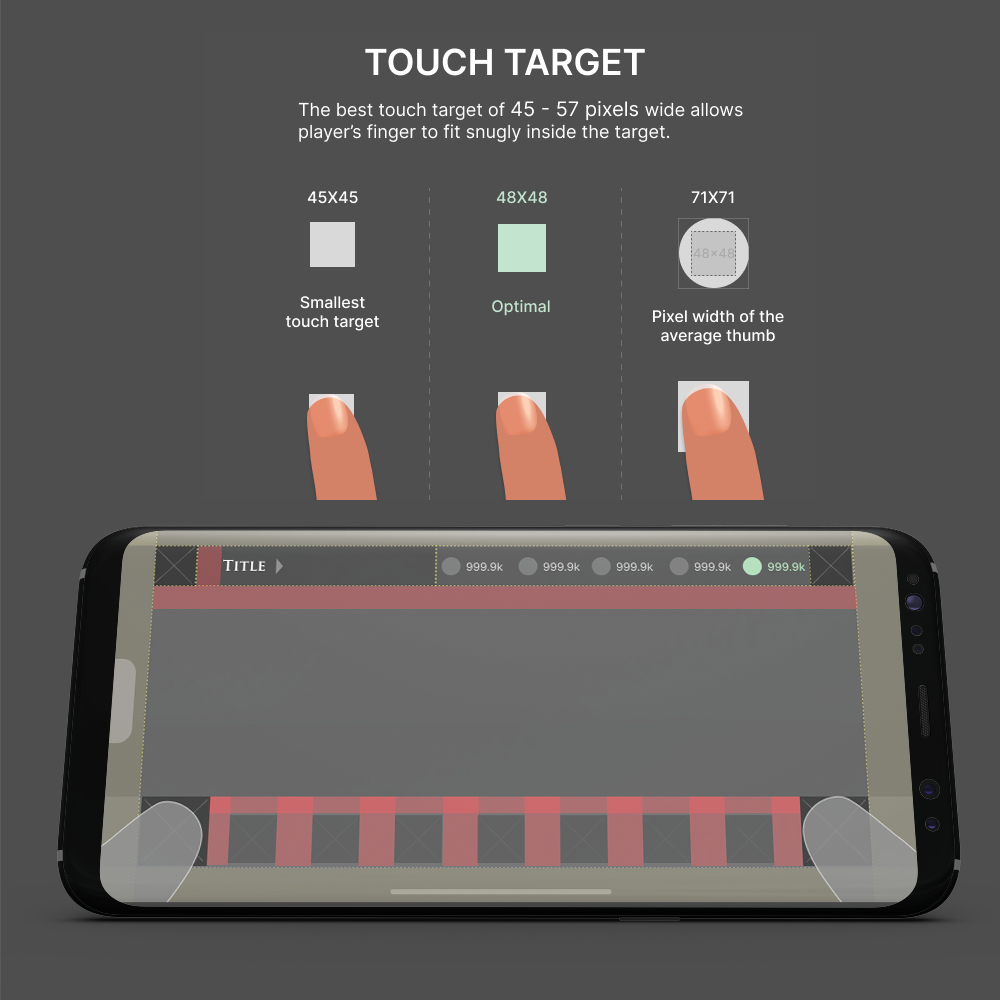 TOUCH TARGET
The best touch target of 45 - 57 pixels wide allows
player's finger to fit snugly inside the target.
45X45
48X48
71X71
48×48
Smallest
touch target
Optimal
Pixel width of the
average thumb
TITLE
999.9k
999.9k
999.9k
999.9k
999.9k